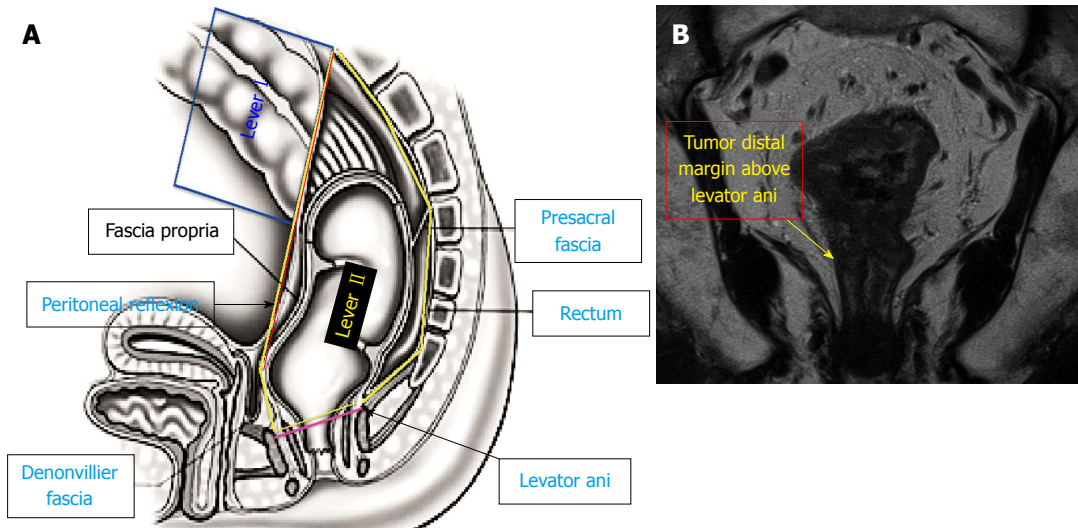 A
Lever I
Fascia propria
Peritoneal reflexion
Lever II
Presacral
fascia
Rectum
Denonvillier
fascia
Levator ani
B
Tumor distal
margin above
levator ani